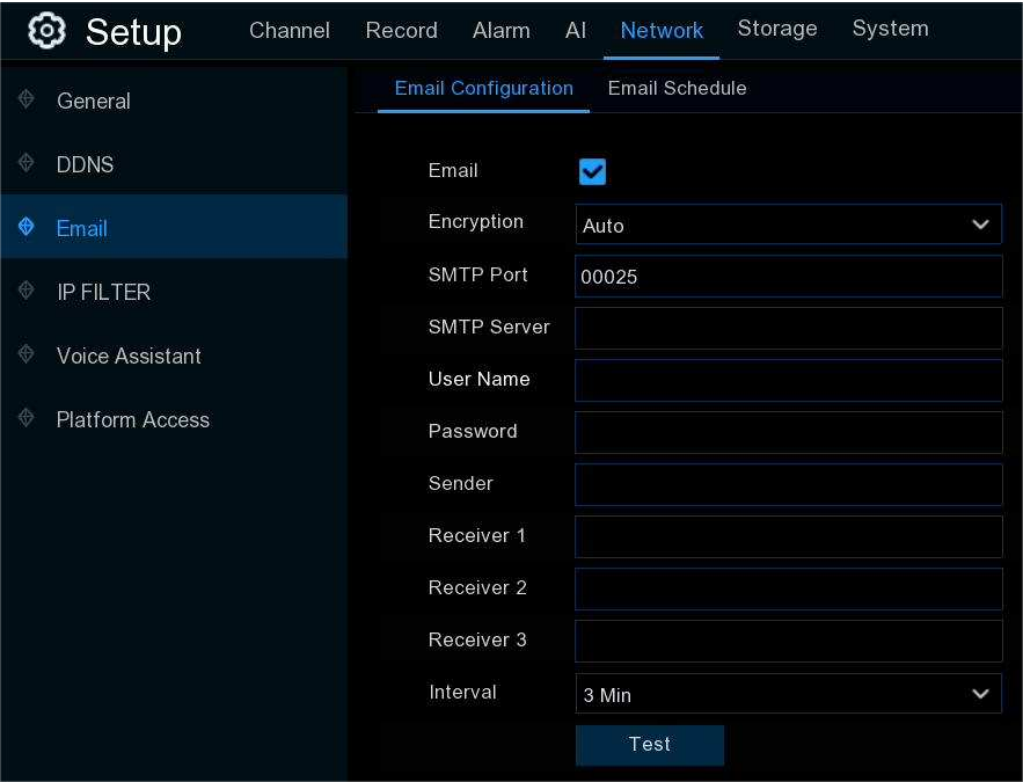 Setup Channel Record Alarm AI Network Storage System
Email Configuration Email Schedule
General
DDNS
Email
IP FILTER
Voice Assistant
Platform Access
Email
Encryption Auto
SMTP Port 00025
SMTP Server
User Name
Password
Sender
Receiver 1
Receiver 2
Receiver 3
Interval 3 Min
Test